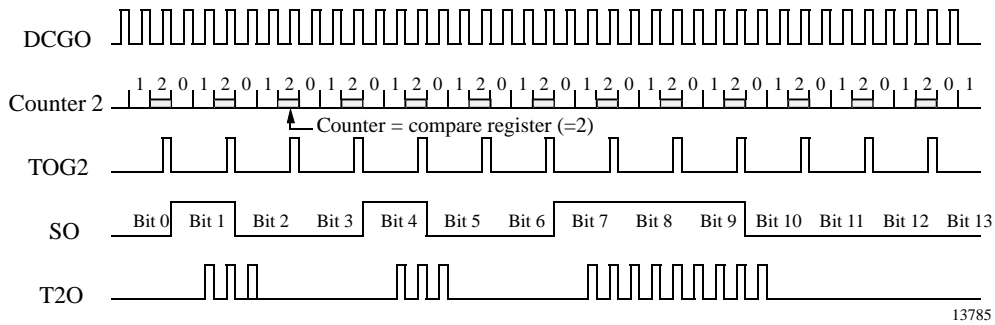 DCGO
1 2 0 1 2 0 1 2 0 1 2 0 1 2 0 1 2 0 1 2 0 1 2 0 1 2 0 1 2 0 1 2 0 1 2 0 1 2 0 1
Counter 2
Counter = compare register (=2)
TOG2
SO
Bit 0 Bit 1 Bit 2 Bit 3 Bit 4 Bit 5 Bit 6 Bit 7 Bit 8 Bit 9 Bit 10 Bit 11 Bit 12 Bit 13
T2O
13785